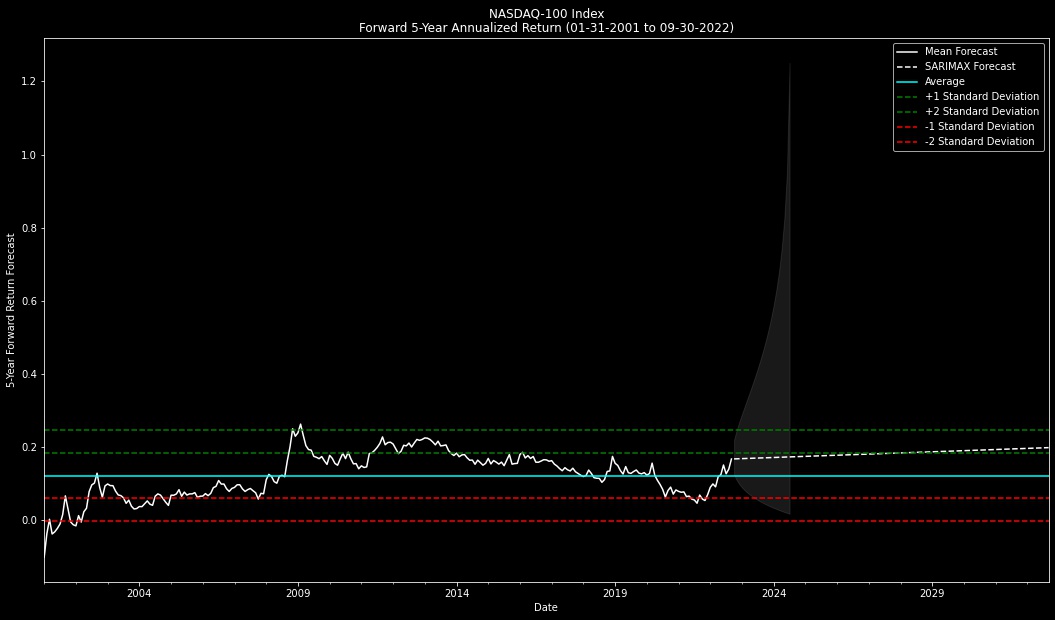 NASDAQ-100 Index
Forward 5-Year Annualized Return (01-31-2001 to 09-30-2022)
Mean Forecast
SARIMAX Forecast
Average
+1 Standard Deviation
+2 Standard Deviation
-1 Standard Deviation
-2 Standard Deviation
5-Year Forward Return Forecast
1.2
1.0
0.8
0.6
0.4
0.2
0.0
2004
2009
2014
2019
2024
2029
Date